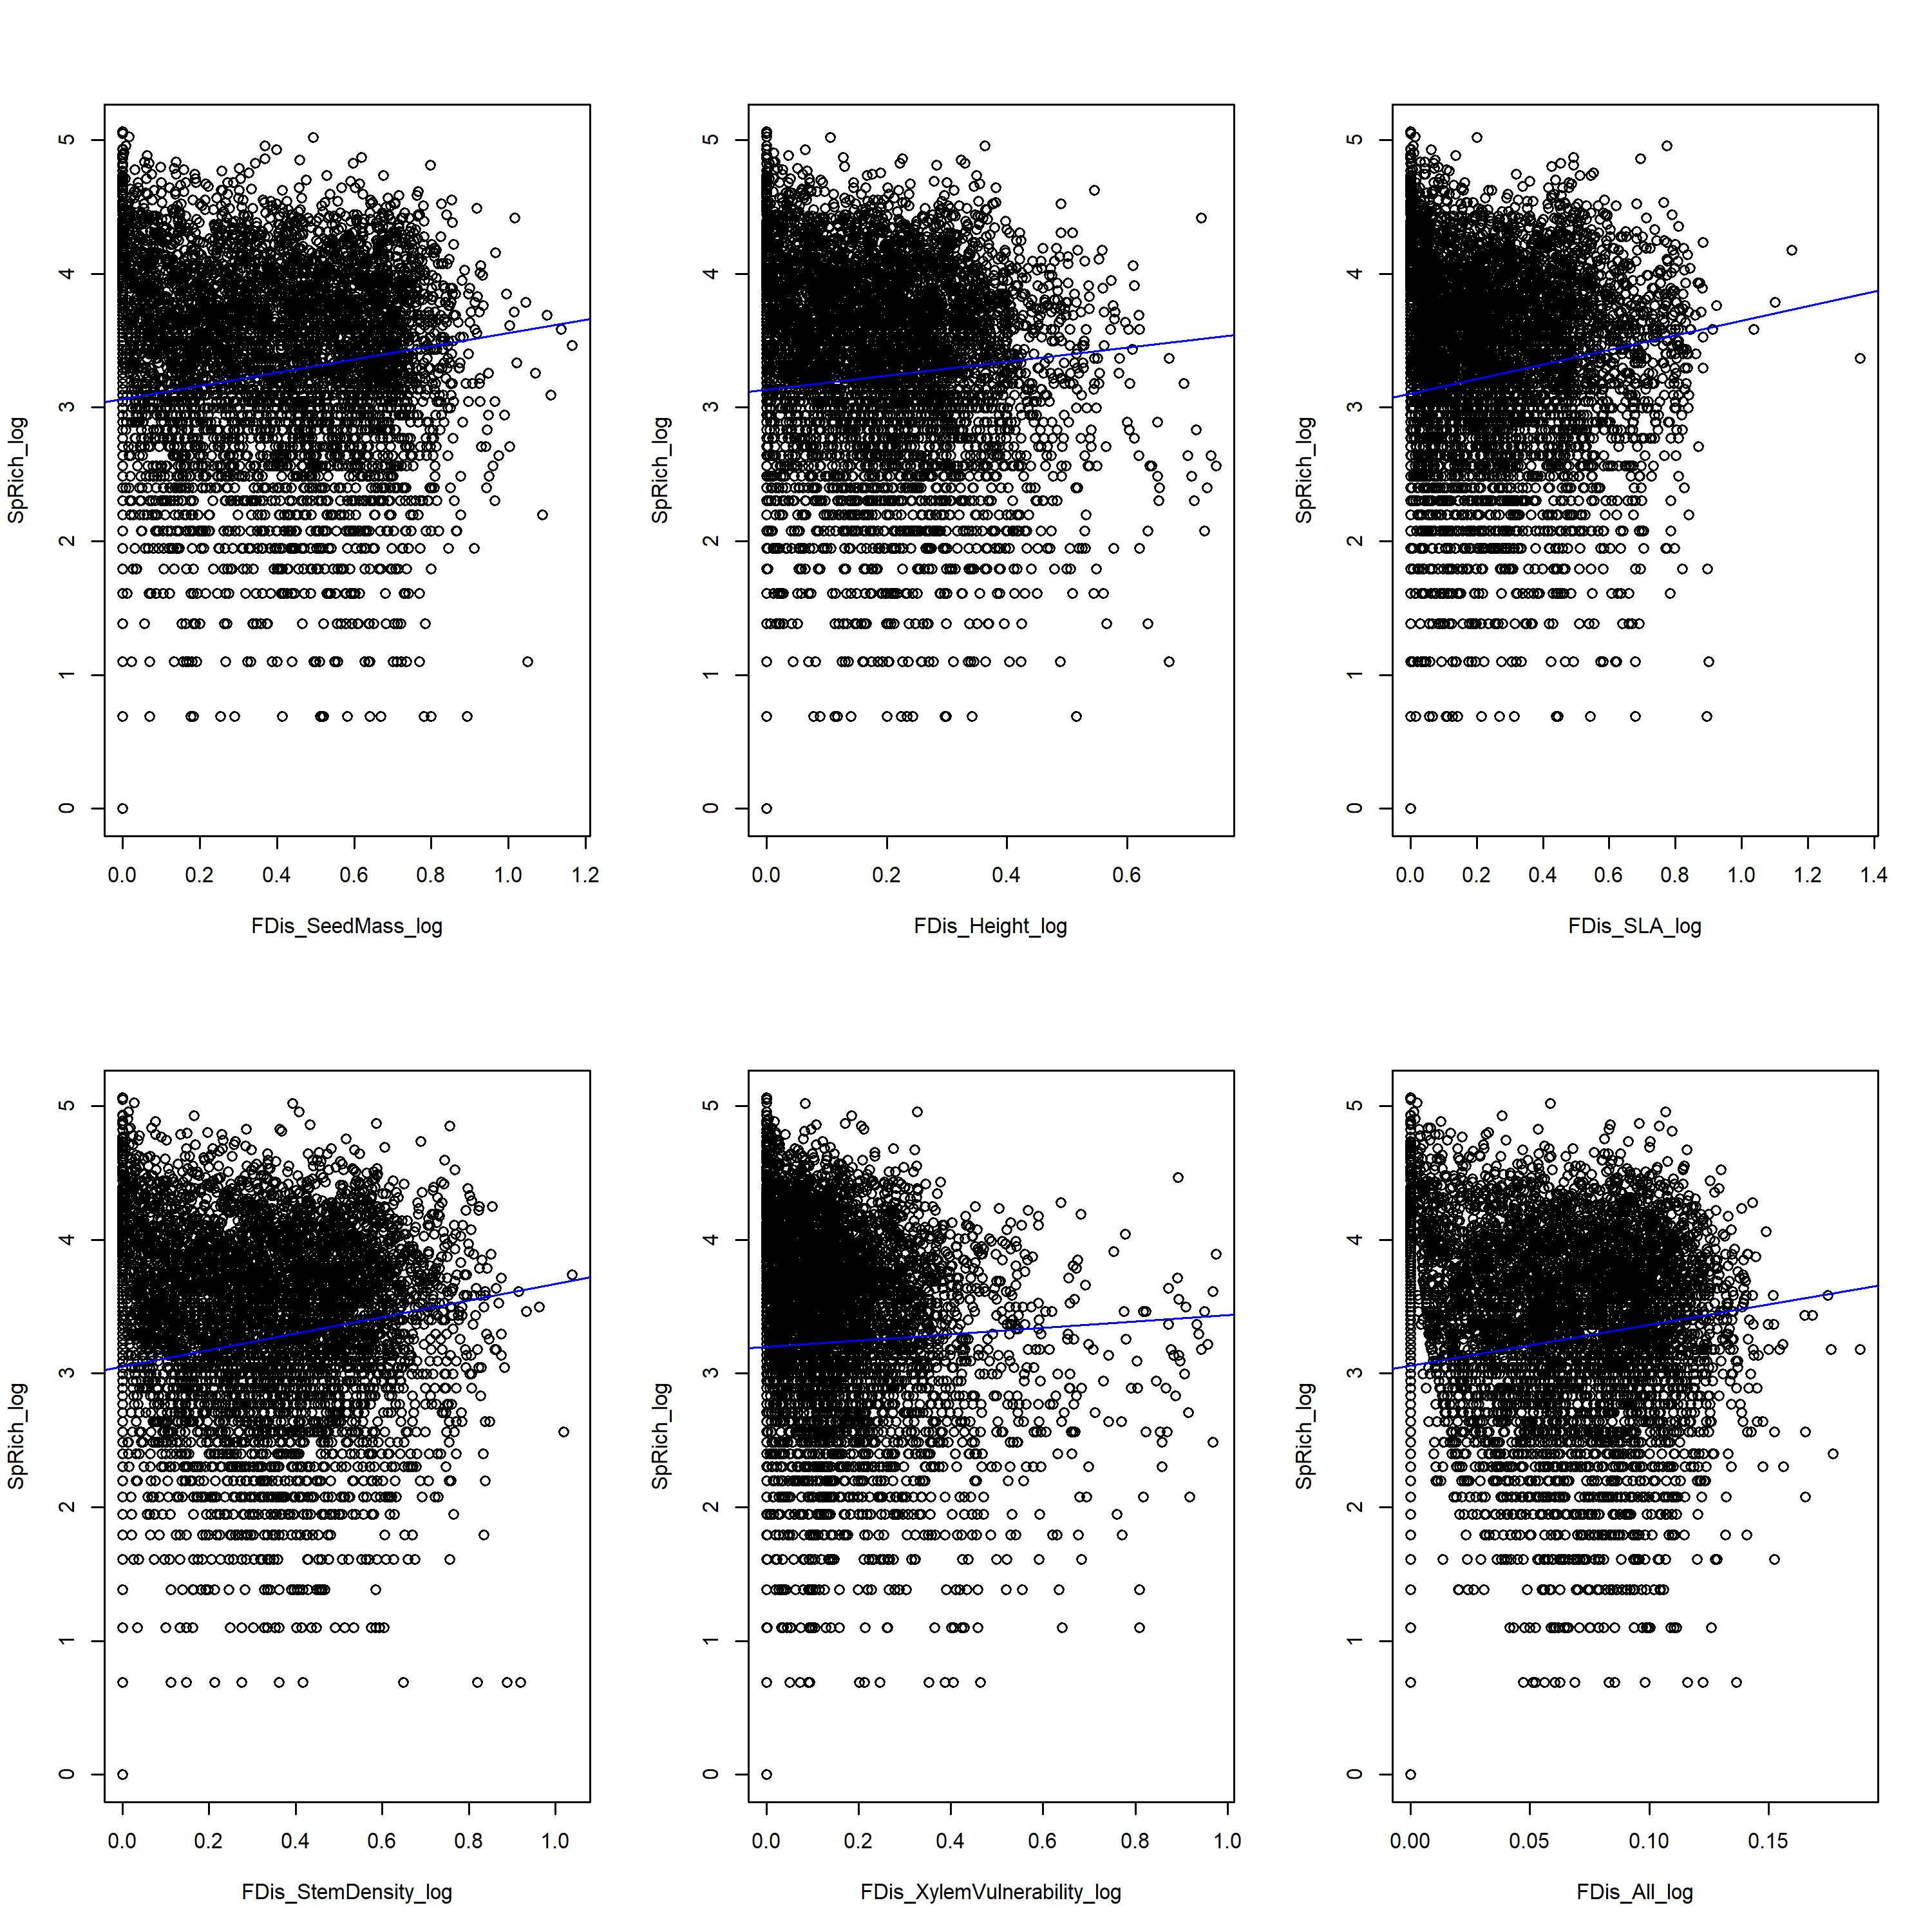 SpRich_log
0 1 2 3 4 5
0.0 0.2 0.4 0.6 0.8 1.0 1.2
FDis_SeedMass_log
SpRich_log
0 1 2 3 4 5
0.0 0.2 0.4 0.6
FDis_Height_log
SpRich_log
0 1 2 3 4 5
0.0 0.2 0.4 0.6 0.8 1.0 1.2 1.4
FDis_SLA_log
SpRich_log
0 1 2 3 4 5
0.0 0.2 0.4 0.6 0.8 1.0
FDis_StemDensity_log
SpRich_log
0 1 2 3 4 5
0.0 0.2 0.4 0.6 0.8 1.0
FDis_XylemVulnerability_log
SpRich_log
0 1 2 3 4 5
0.00 0.05 0.10 0.15
FDis_All_log